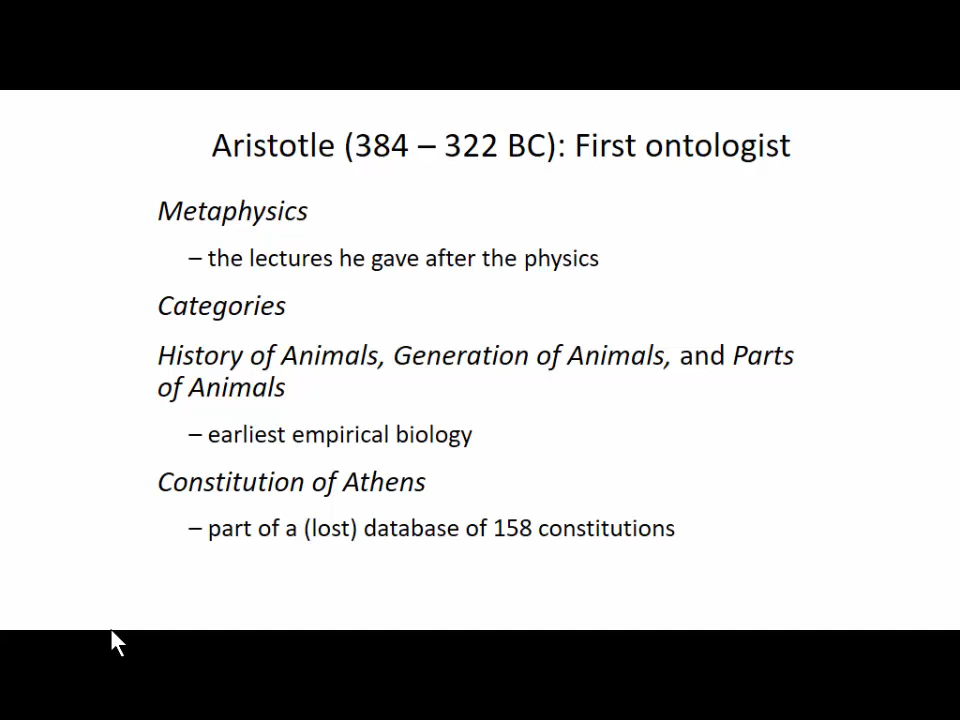 Aristotle (384 – 322 BC): First ontologist
Metaphysics
– the lectures he gave after the physics
Categories
History of Animals, Generation of Animals, and Parts
of Animals
– earliest empirical biology
Constitution of Athens
– part of a (lost) database of 158 constitutions